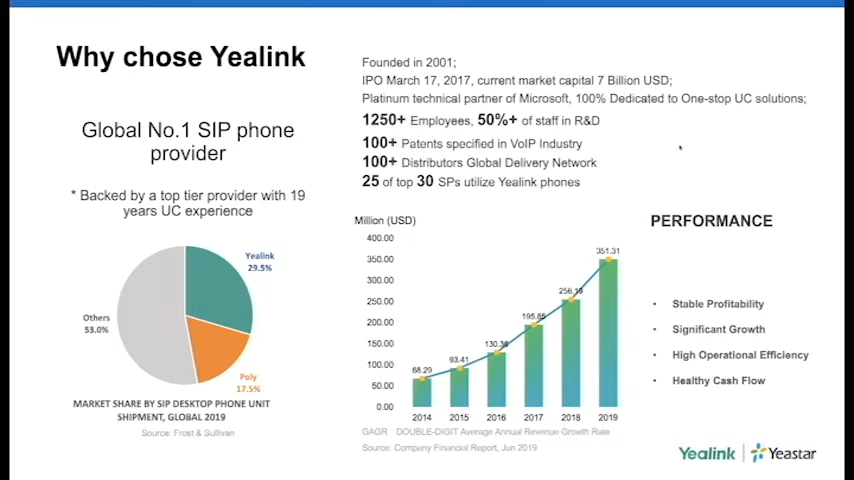 Why chose Yealink
Global No.1 SIP phone
provider
* Backed by a top tier provider with 19
years UC experience
Yealink
29.5%
Others
53.0%
Poly
17.5%
MARKET SHARE BY SIP DESKTOP PHONE UNIT
SHIPMENT, GLOBAL 2019
Source: Frost & Sullivan
Founded in 2001;
IPO March 17, 2017, current market capital 7 Billion USD;
Platinum technical partner of Microsoft, 100% Dedicated to One-stop UC solutions;
1250+ Employees, 50%+ of staff in R&D
100+ Patents specified in VoIP Industry
100+ Distributors Global Delivery Network
25 of top 30 SPs utilize Yealink phones
Million (USD)
400.00
350.00
300.00
250.00
200.00
150.00
100.00
50.00
0.00
68.29
93.41
130.36
195.85
256.19
351.31
2014 2015 2016 2017 2018 2019
GAGR : DOUBLE-DIGIT Average Annual Revenue Growth Rate
Source: Company Financial Report, Jun 2019
PERFORMANCE
• Stable Profitability
• Significant Growth
• High Operational Efficiency
• Healthy Cash Flow
Yealink | Yeastar